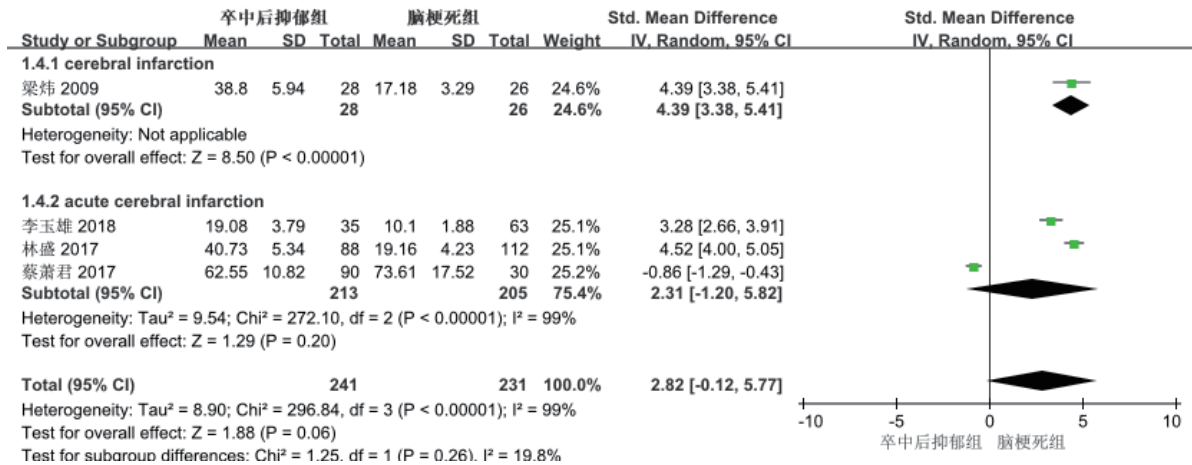 卒中后抑郁组 脑梗死组 Std. Mean Difference Std. Mean Difference
Study or Subgroup Mean SD Total Mean SD Total Weight IV, Random, 95% CI IV, Random, 95% CI
1.4.1 cerebral infarction
梁炜 2009 38.8 5.94 28 17.18 3.29 26 24.6% 4.39 [3.38, 5.41]
Subtotal (95% CI) 28 26 24.6% 4.39 [3.38, 5.41]
Heterogeneity: Not applicable
Test for overall effect: Z = 8.50 (P < 0.00001)
1.4.2 acute cerebral infarction
李玉雄 2018 19.08 3.79 35 10.1 1.88 63 25.1% 3.28 [2.66, 3.91]
林盛 2017 40.73 5.34 88 19.16 4.23 112 25.1% 4.52 [4.00, 5.05]
蔡萧君 2017 62.55 10.82 90 73.61 17.52 30 25.2% -0.86 [-1.29, -0.43]
Subtotal (95% CI) 213 205 75.4% 2.31 [-1.20, 5.82]
Heterogeneity: Tau² = 9.54; Chi² = 272.10, df = 2 (P < 0.00001); I² = 99%
Test for overall effect: Z = 1.29 (P = 0.20)
Total (95% CI) 241 231 100.0% 2.82 [-0.12, 5.77]
Heterogeneity: Tau² = 8.90; Chi² = 296.84, df = 3 (P < 0.00001); I² = 99%
Test for overall effect: Z = 1.88 (P = 0.06)
Test for subgroup differences: Chi² = 1.25, df = 1 (P = 0.26), I² = 19.8%
-10 -5 0 5 10
卒中后抑郁组 脑梗死组